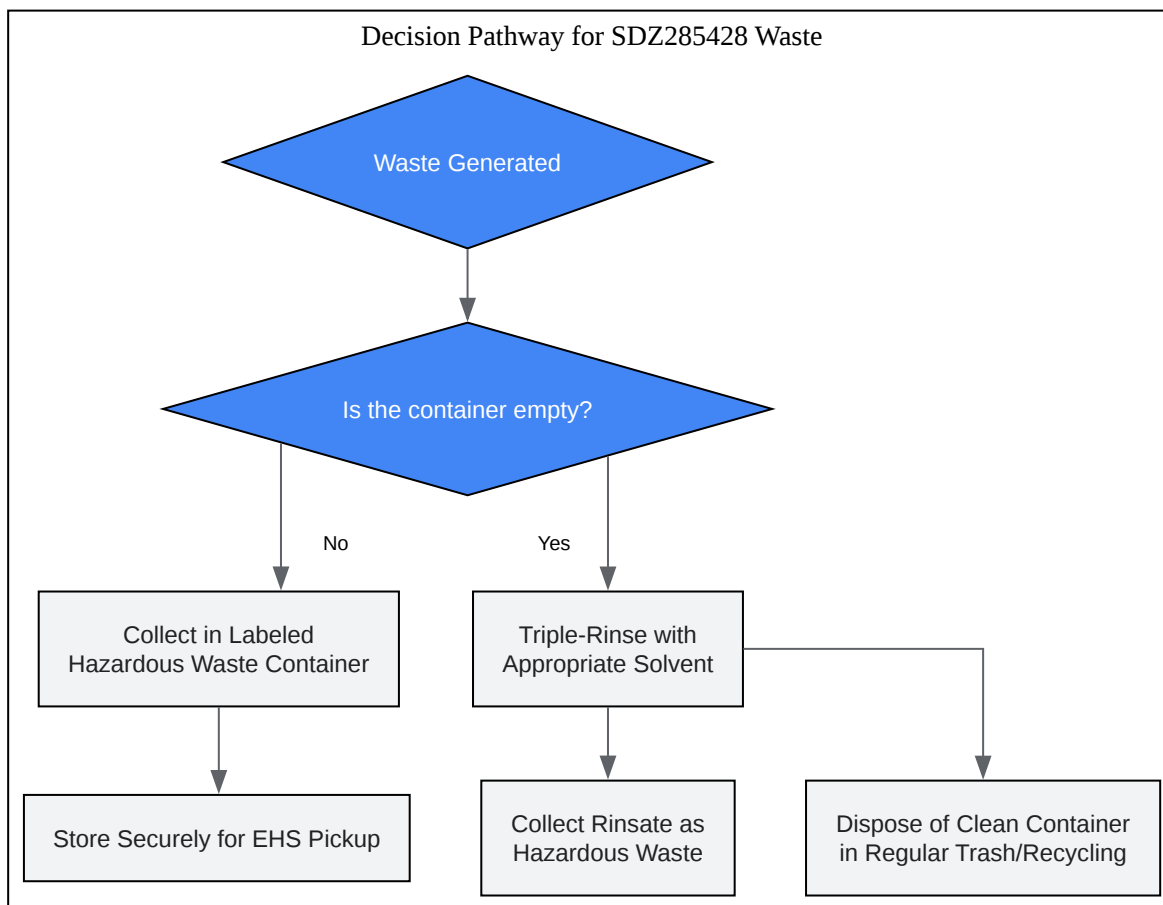 Decision Pathway for SDZ285428 Waste
Waste Generated
Is the container empty?
No
Yes
Collect in Labeled
Hazardous Waste Container
Triple-Rinse with
Appropriate Solvent
Store Securely for EHS Pickup
Collect Rinsate as
Hazardous Waste
Dispose of Clean Container
in Regular Trash/Recycling